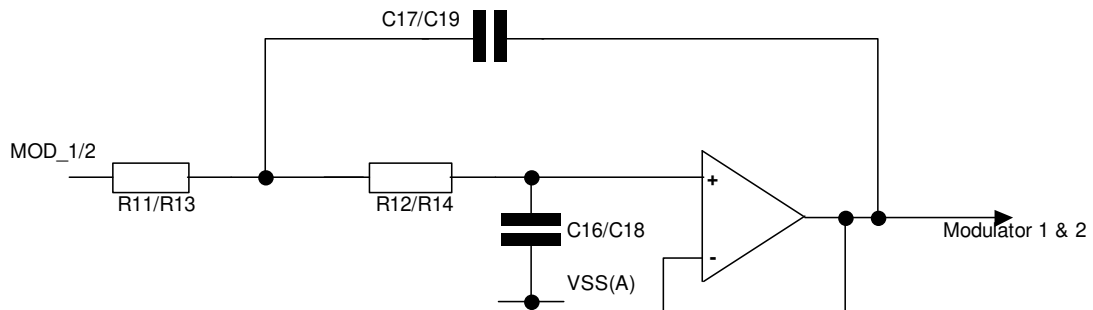 C17/C19
MOD_1/2
R11/R13
R12/R14
+
C16/C18
-
Modulator 1 & 2
VSS(A)